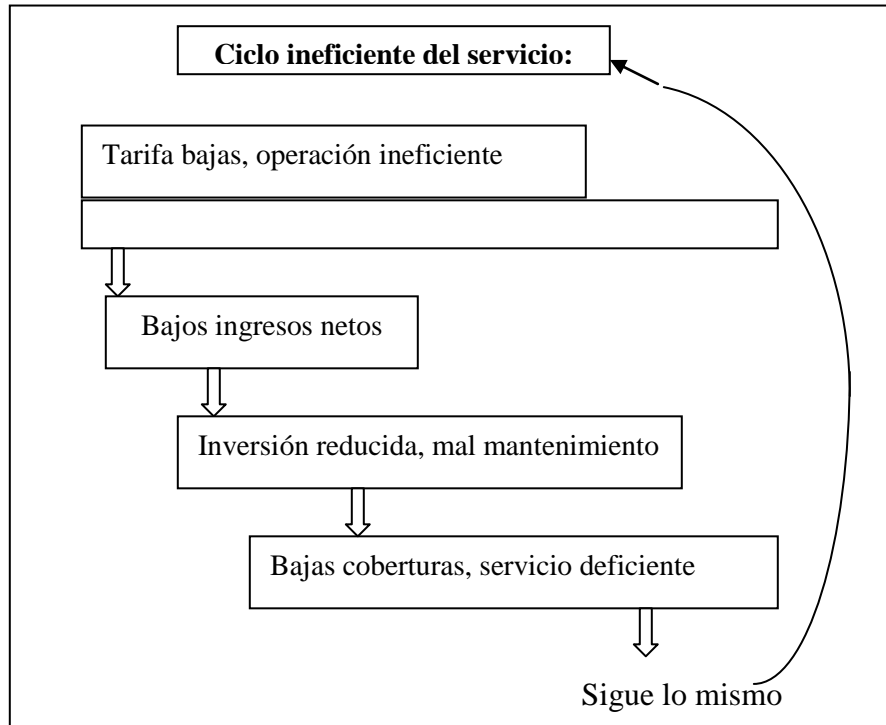 Ciclo ineficiente del servicio:
Tarifa bajas, operación ineficiente
Bajos ingresos netos
Inversión reducida, mal mantenimiento
Bajas coberturas, servicio deficiente
Sigue lo mismo